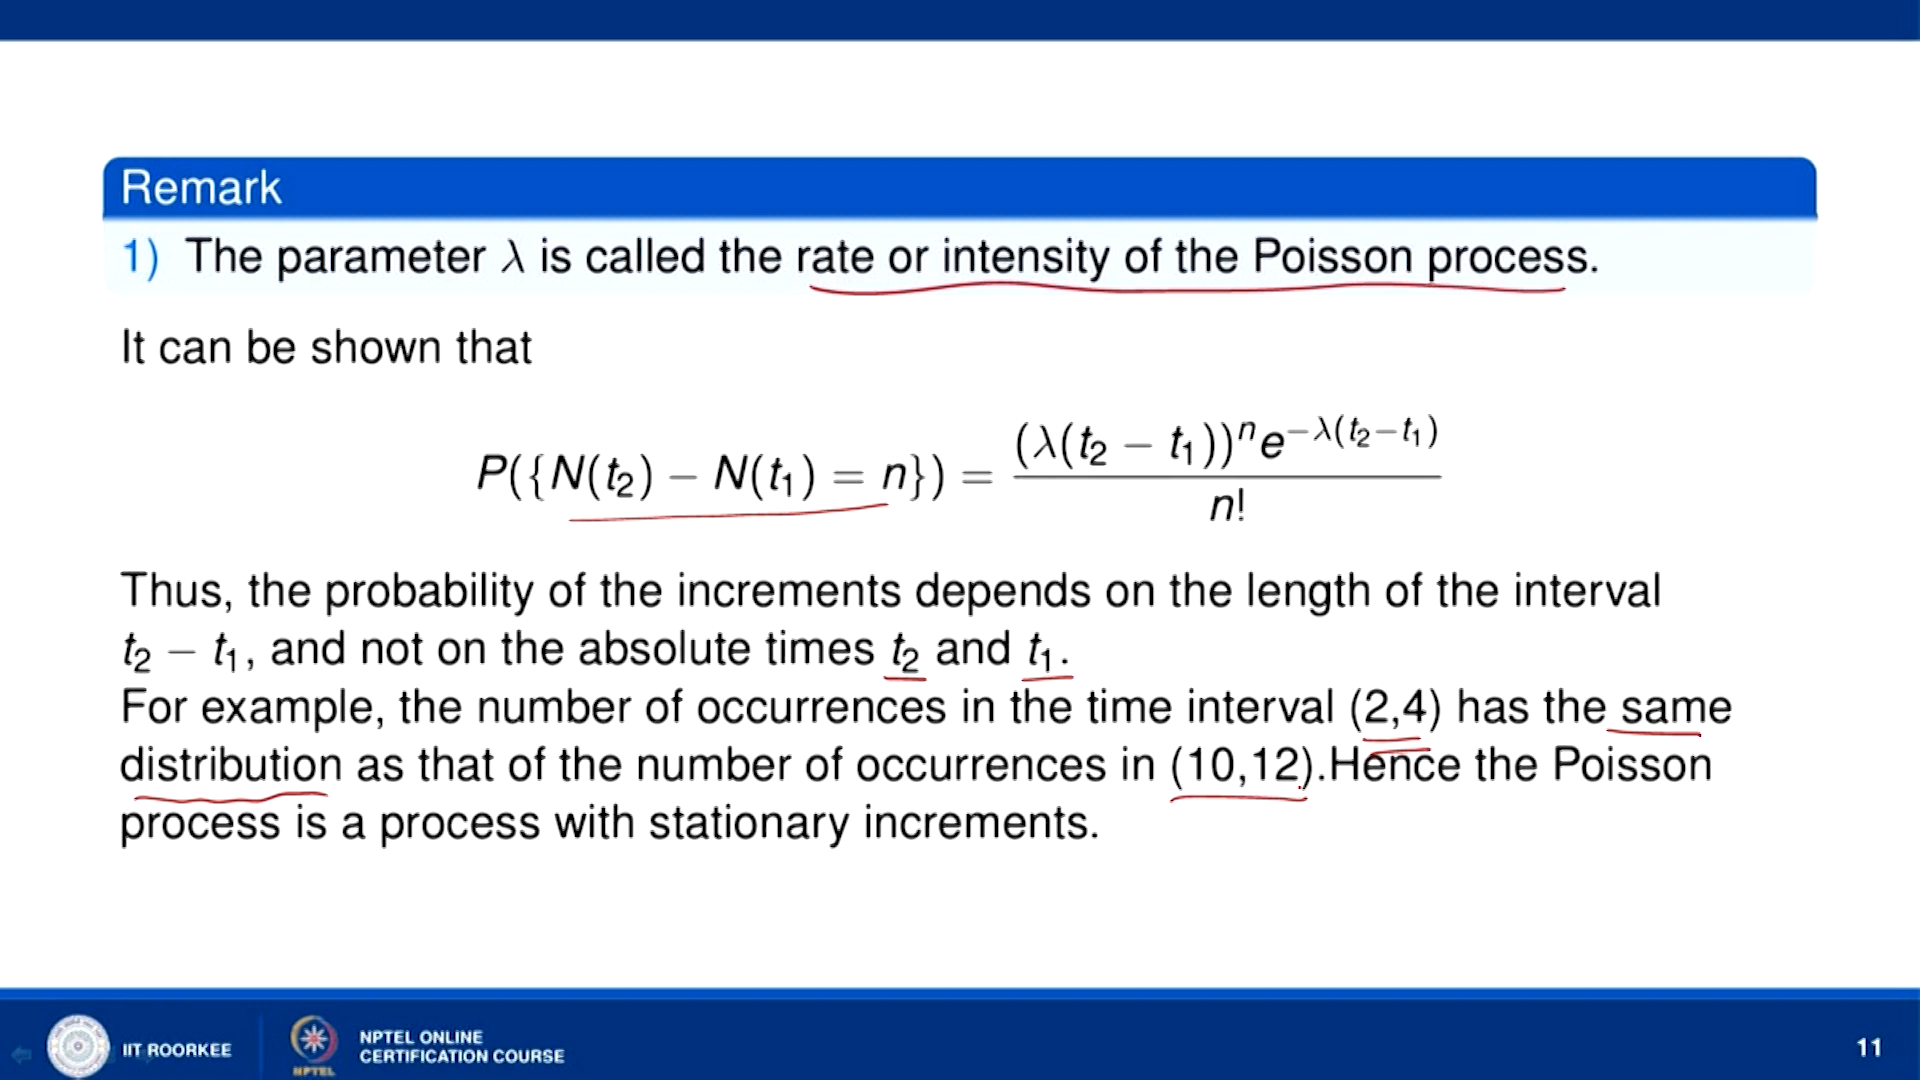 Remark
1) The parameter λ is called the rate or intensity of the Poisson process.
It can be shown that
P({N(t₂) − N(t₁) = n}) = (λ(t₂ − t₁))ⁿe^−λ(t₂−t₁) / n!
Thus, the probability of the increments depends on the length of the interval
t₂ − t₁, and not on the absolute times t₂ and t₁.
For example, the number of occurrences in the time interval (2,4) has the same
distribution as that of the number of occurrences in (10,12).Hence the Poisson
process is a process with stationary increments.
IIT ROORKEE
NPTEL
NPTEL ONLINE
CERTIFICATION COURSE
11